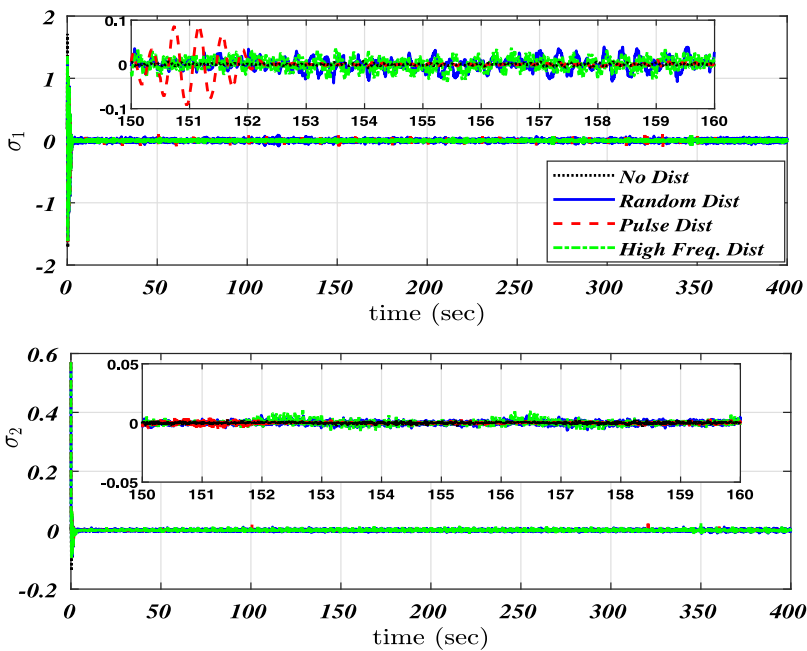 2
1
0
-1
-2
σ1
0.1
0
-0.1
150 151 152 153 154 155 156 157 158 159 160
No Dist
Random Dist
Pulse Dist
High Freq. Dist
0 50 100 150 200 250 300 350 400
time (sec)
0.6
0.4
0.2
0
-0.2
σ2
0.05
0
-0.05
150 151 152 153 154 155 156 157 158 159 160
0 50 100 150 200 250 300 350 400
time (sec)